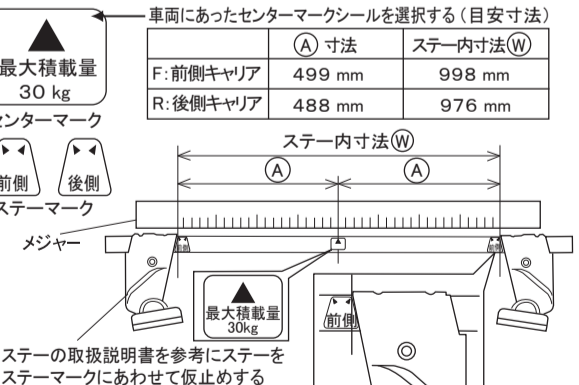 車両にあったセンターマークシールを選択する（目安寸法）
Ⓐ 寸法 ステー内寸法Ⓦ
F:前側キャリア 499 mm 998 mm
R:後側キャリア 488 mm 976 mm
最大積載量
30 kg
センターマーク
前側 後側
ステーマーク
ステー内寸法Ⓦ
Ⓐ Ⓐ
メジャー
最大積載量
30kg
前側
ステーの取扱説明書を参考にステーを
ステーマークにあわせて仮止めする